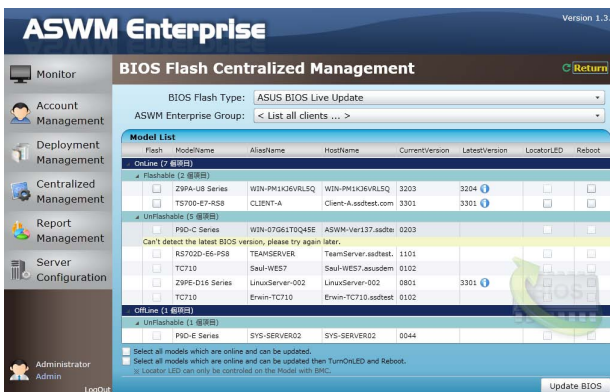 Version 1.3.
ASWM Enterprise
Monitor
Account Management
Deployment Management
Centralized Management
Report Management
Server Configuration
Administrator
Admin
LogOut
BIOS Flash Centralized Management
Return
BIOS Flash Type: ASUS BIOS Live Update
ASWM Enterprise Group: < List all clients ... >
Model List
Flash ModelName AliasName HostName CurrentVersion LatestVersion LocatorLED Reboot
OnLine (7 個項目)
Flashable (2 個項目)
Z9PA-U8 Series WIN-PM1KJ6VRL5Q WIN-PM1KJ6VRL5Q 3203 3204
TS700-E7-RS8 CLIENT-A Client-A.ssdtest.com 3301 3301
UnFlashable (5 個項目)
P9D-C Series WIN-07G61T0Q45E ASWM-Ver137.ssdte 0203
Can't detect the latest BIOS version, please try again later.
RS702D-E6-PS8 TEAMSERVER TeamServer.ssdtest. 1101
TC710 Saul-WES7 Saul-WES7.asusdem 0102
Z9PE-D16 Series LinuxServer-002 LinuxServer-002 0801 3301
TC710 Erwin-TC710 Erwin-TC710.ssdtest 0102
OffLine (1 個項目)
UnFlashable (1 個項目)
P9D-E Series SYS-SERVER02 SYS-SERVER02 0044
Select all models which are online and can be updated.
Select all models which are online and can be updated then TurnOnLED and Reboot.
※ Locator LED can only be controled on the Model with BMC.
Update BIOS